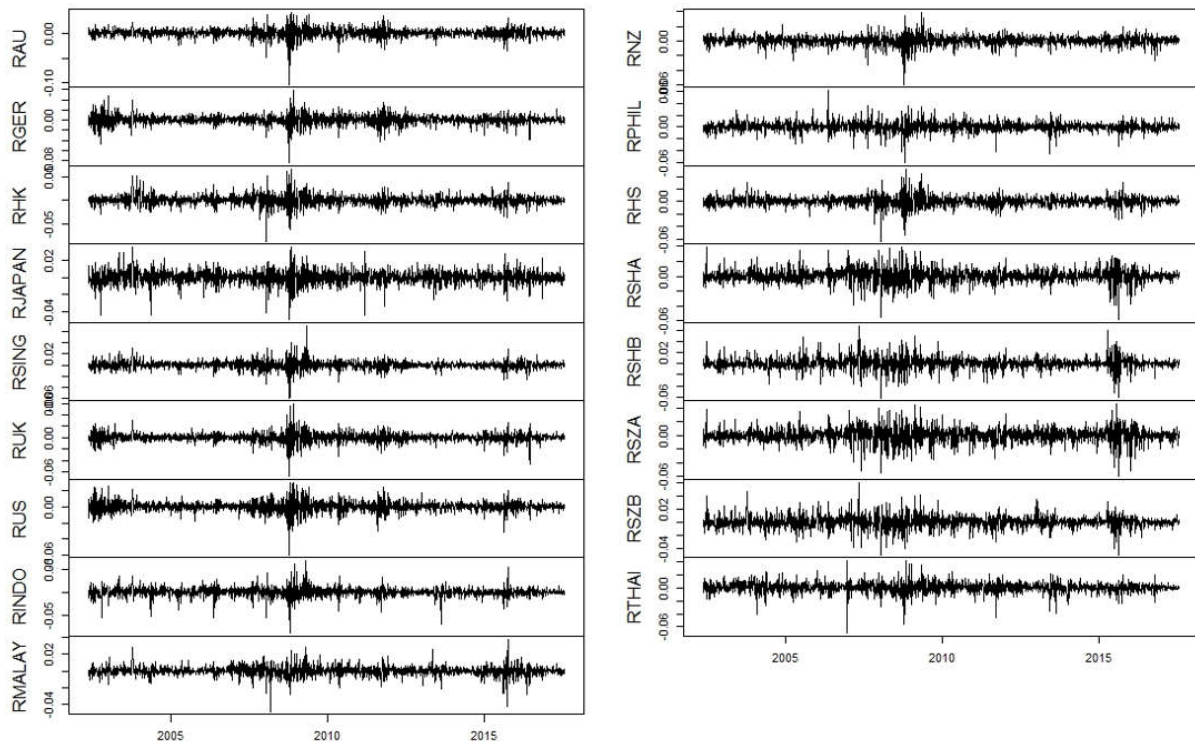 RAU
-0.10 0.00
RGER
-0.08 0.00
RHK
-0.05
RJAPAN
-0.04 0.02
RSING
0.02
RUK
-0.06 0.00
RUS
0.00
RINDO
-0.05
RMALAY
-0.04 0.02
2005 2010 2015
RNZ
0.00
RPHIL
-0.06 0.00
RHS
-0.06 0.00
RSHA
-0.06 0.00
RSHB
0.02
RSZA
-0.06 0.00
RSZB
-0.04 0.02
RTHAI
-0.06 0.00
2005 2010 2015